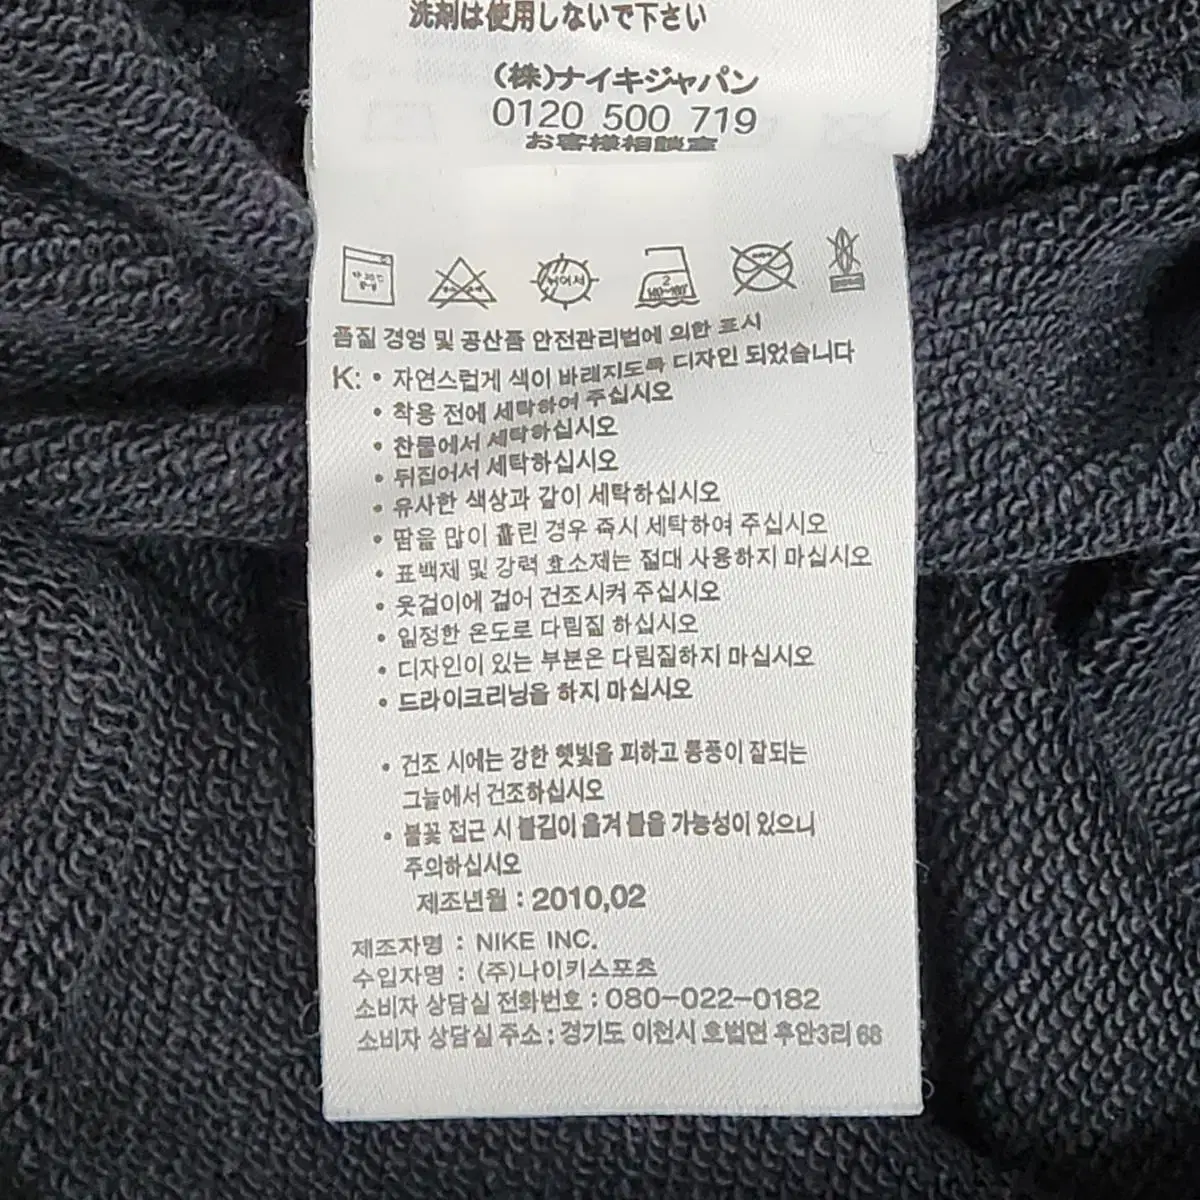 洗剤は使用しないで下さい
(株)ナイキジャパン
0120 500 719
お客様相談室
품질 경영 및 공산품 안전관리법에 의한 표시
K: • 자연스럽게 색이 바래지도록 디자인 되었습니다
• 착용 전에 세탁하여 주십시오
• 찬물에서 세탁하십시오
• 뒤집어서 세탁하십시오
• 유사한 색상과 같이 세탁하십시오
• 땀을 많이 흘린 경우 즉시 세탁하여 주십시오
• 표백제 및 강력 효소제는 절대 사용하지 마십시오
• 옷걸이에 걸어 건조시켜 주십시오
• 일정한 온도로 다림질 하십시오
• 디자인이 있는 부분은 다림질하지 마십시오
• 드라이크리닝을 하지 마십시오
• 건조 시에는 강한 햇빛을 피하고 통풍이 잘되는
그늘에서 건조하십시오
• 불꽃 접근 시 불길이 옮겨 붙을 가능성이 있으니
주의하십시오
제조년월 : 2010,02
제조자명 : NIKE INC.
수입자명 : (주)나이키스포츠
소비자 상담실 전화번호 : 080-022-0182
소비자 상담실 주소 : 경기도 이천시 호법면 후안3리 68